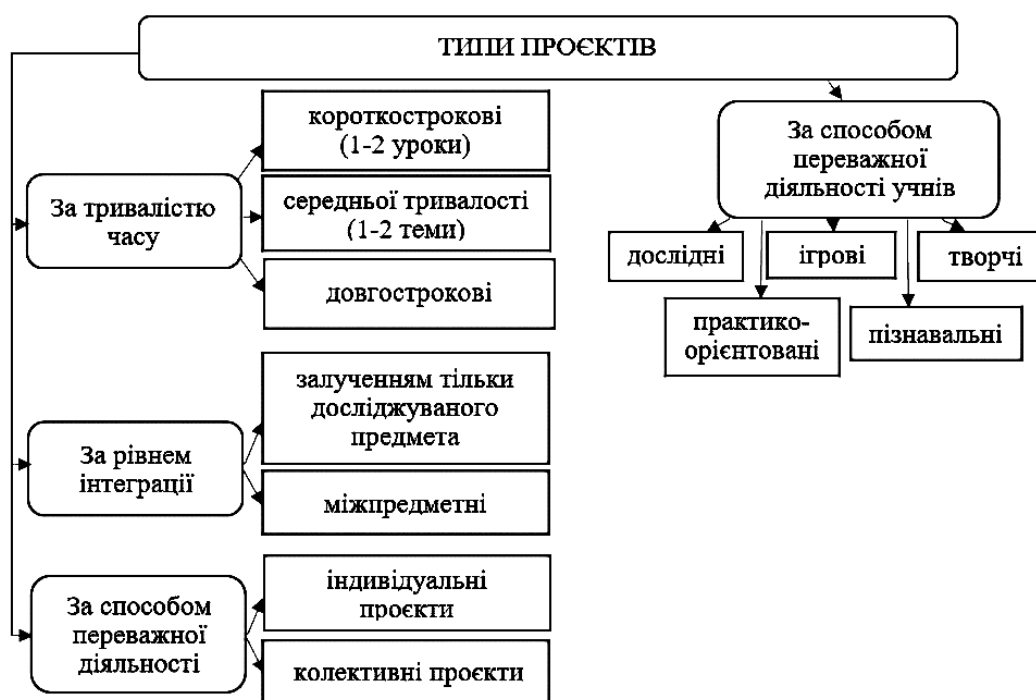 ТИПИ ПРОЄКТІВ
За тривалістю
часу
короткострокові
(1-2 уроки)
середньої тривалості
(1-2 теми)
довгострокові
За рівнем
інтеграції
залученням тільки
досліджуваного
предмета
міжпредметні
За способом
переважної
діяльності
індивідуальні
проєкти
колективні проєкти
За способом
переважної
діяльності учнів
дослідні
ігрові
творчі
практико-
орієнтовані
пізнавальні